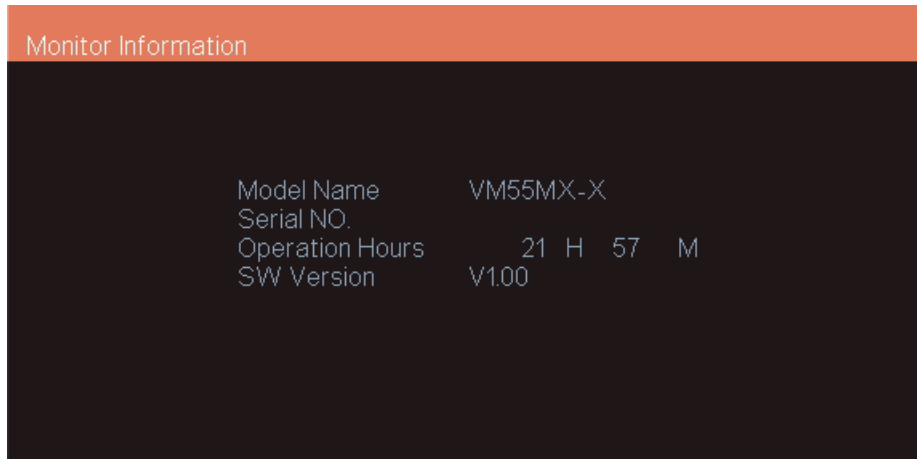 Monitor Information
Model Name VM55MX-X
Serial NO.
Operation Hours 21 H 57 M
SW Version V1.00